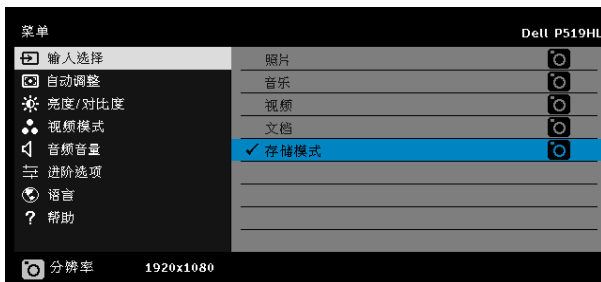 菜单
Dell P519HL
输入选择
自动调整
亮度/对比度
视频模式
音频音量
进阶选项
语言
? 帮助
照片
音乐
视频
文档
✓ 存储模式
分辨率 1920x1080